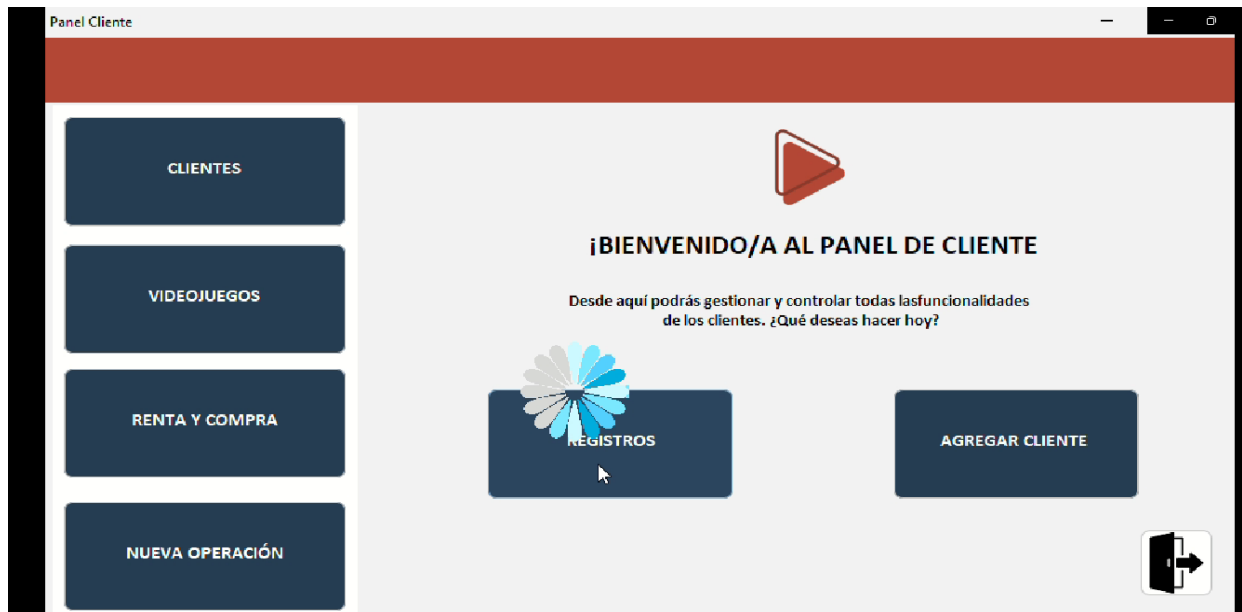 Panel Cliente
CLIENTES
VIDEOJUEGOS
RENTA Y COMPRA
NUEVA OPERACIÓN
¡BIENVENIDO/A AL PANEL DE CLIENTE
Desde aquí podrás gestionar y controlar todas lasfuncionalidades
de los clientes. ¿Qué deseas hacer hoy?
REGISTROS
AGREGAR CLIENTE